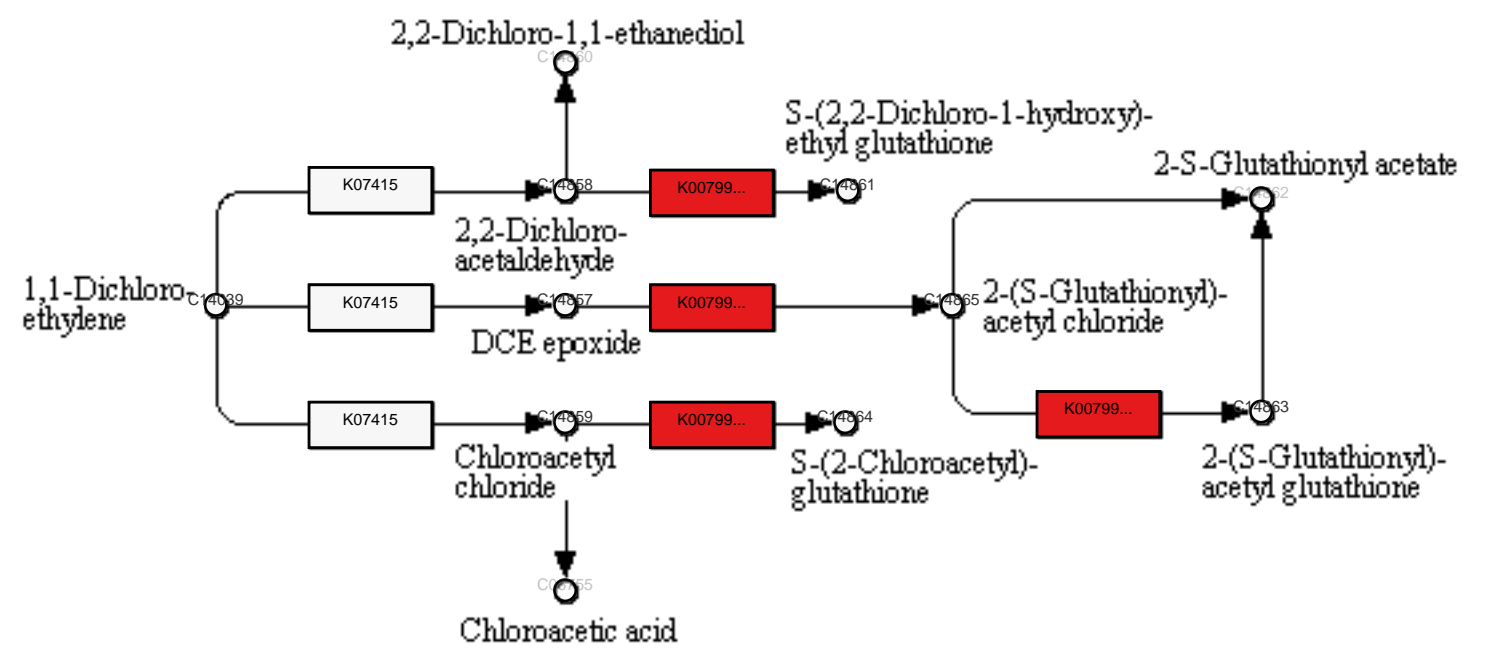 2,2-Dichloro-1,1-ethanediol
S-(2,2-Dichloro-1-hydroxy)-
ethyl glutathione
2-S-Glutathionyl acetate
K07415
C14858
K00799...
C14861
2,2-Dichloro-
acetaldehyde
1,1-Dichloro-
ethylene
C14039
K07415
C14857
K00799...
C14865
2-(S-Glutathionyl)-
acetyl chloride
DCE epoxide
K07415
C14859
K00799...
C14864
K00799...
C14863
Chloroacetyl
chloride
S-(2-Chloroacetyl)-
glutathione
2-(S-Glutathionyl)-
acetyl glutathione
Chloroacetic acid